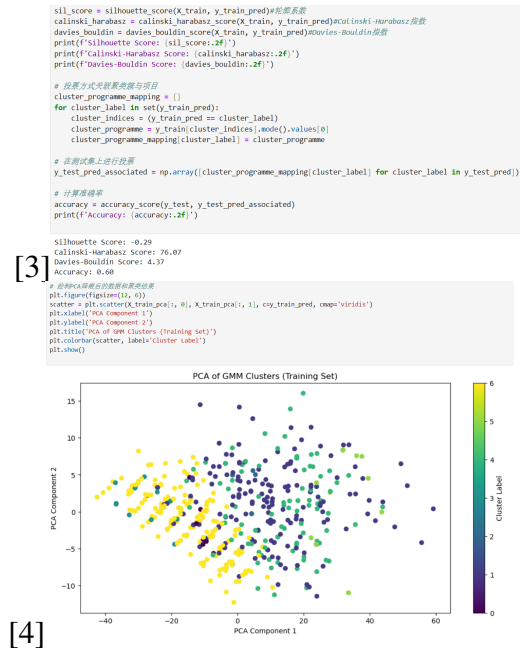 sil_score = silhouette_score(X_train, y_train_pred)#轮廓系数
calinski_harabasz = calinski_harabasz_score(X_train, y_train_pred)#Calinski-Harabasz指数
davies_bouldin = davies_bouldin_score(X_train, y_train_pred)#Davies-Bouldin指数
print(f'Silhouette Score: {sil_score:.2f}')
print(f'Calinski-Harabasz Score: {calinski_harabasz:.2f}')
print(f'Davies-Bouldin Score: {davies_bouldin:.2f}')
# 投票方式关联聚类簇与项目
cluster_programme_mapping = {}
for cluster_label in set(y_train_pred):
cluster_indices = (y_train_pred == cluster_label)
cluster_programme = y_train[cluster_indices].mode().values[0]
cluster_programme_mapping[cluster_label] = cluster_programme
# 在测试集上进行投票
y_test_pred_associated = np.array([cluster_programme_mapping[cluster_label] for cluster_label in y_test_pred])
# 计算准确率
accuracy = accuracy_score(y_test, y_test_pred_associated)
print(f'Accuracy: {accuracy:.2f}')
Silhouette Score: -0.29
Calinski-Harabasz Score: 76.07
Davies-Bouldin Score: 4.37
Accuracy: 0.60
[3]
# 绘制PCA降维后的数据和聚类结果
plt.figure(figsize=(12, 6))
scatter = plt.scatter(X_train_pca[:, 0], X_train_pca[:, 1], c=y_train_pred, cmap='viridis')
plt.xlabel('PCA Component 1')
plt.ylabel('PCA Component 2')
plt.title('PCA of GMM Clusters (Training Set)')
plt.colorbar(scatter, label='Cluster Label')
plt.show()
PCA of GMM Clusters (Training Set)
15
10
5
0
−5
−10
PCA Component 2
−40
−20
0
20
40
60
PCA Component 1
6
5
4
3
2
1
0
Cluster Label
[4]